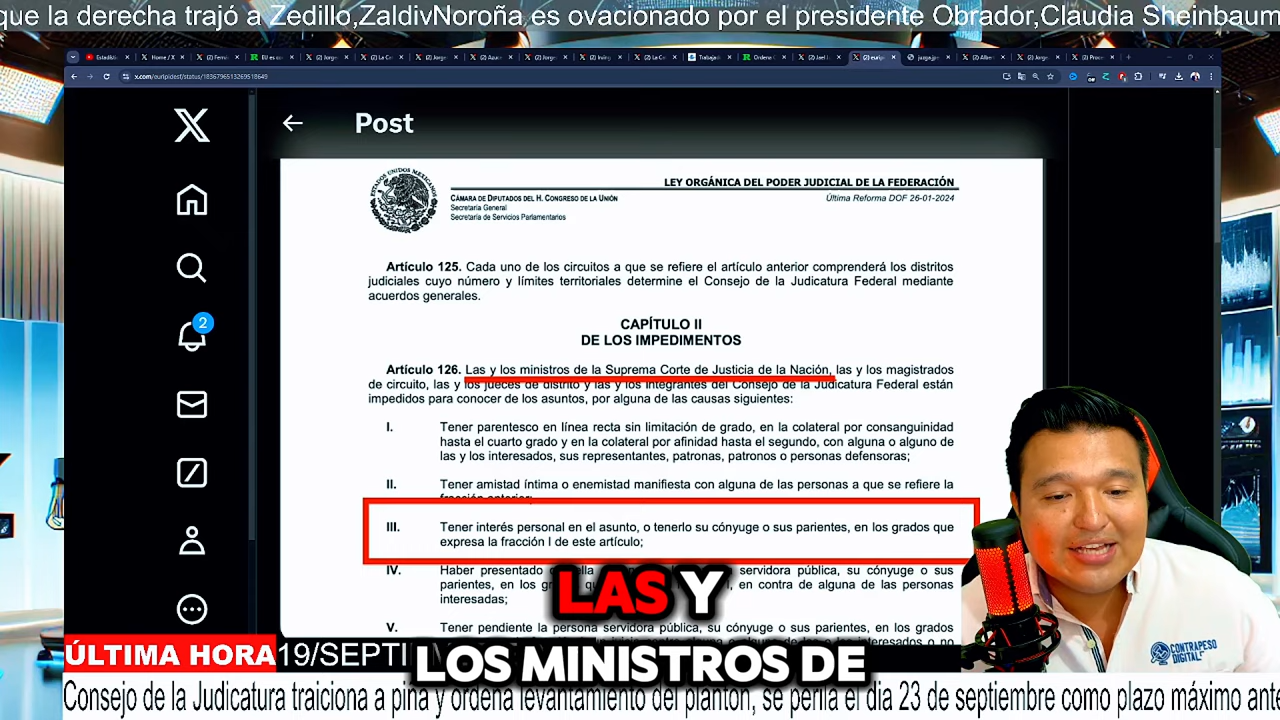 que la derecha trajó a Zedillo,ZaldivNoroña es ovacionado por el presidente Obrador,Claudia Sheinbaum
x.com/euripidesf/status/1836796513269518649
Post
2
LEY ORGÁNICA DEL PODER JUDICIAL DE LA FEDERACIÓN
CÁMARA DE DIPUTADOS DEL H. CONGRESO DE LA UNIÓN
Última Reforma DOF 26-01-2024
Secretaría General
Secretaría de Servicios Parlamentarios
ESTADOS UNIDOS MEXICANOS
Artículo 125. Cada uno de los circuitos a que se refiere el artículo anterior comprenderá los distritos
judiciales cuyo número y límites territoriales determine el Consejo de la Judicatura Federal mediante
acuerdos generales.
CAPÍTULO II
DE LOS IMPEDIMENTOS
Artículo 126. Las y los ministros de la Suprema Corte de Justicia de la Nación, las y los magistrados
de circuito, las y los jueces de distrito y las y los integrantes del Consejo de la Judicatura Federal están
impedidos para conocer de los asuntos, por alguna de las causas siguientes:
I. Tener parentesco en línea recta sin limitación de grado, en la colateral por consanguinidad
hasta el cuarto grado y en la colateral por afinidad hasta el segundo, con alguna o alguno de
las y los interesados, sus representantes, patronas, patronos o personas defensoras;
II. Tener amistad íntima o enemistad manifiesta con alguna de las personas a que se refiere la
fracción anterior;
III. Tener interés personal en el asunto, o tenerlo su cónyuge o sus parientes, en los grados que
expresa la fracción I de este artículo;
IV. Haber presentado servidora pública, su cónyuge o sus
parientes, en los en contra de alguna de las personas
interesadas;
V. Tener pendiente la persona servidora pública, su cónyuge o sus parientes, en los grados
LAS Y
LOS MINISTROS DE
CONTRAPESO
DIGITAL
ÚLTIMA HORA 19/SEPTI
Consejo de la Judicatura traiciona a piña y ordena levantamiento del plantón, se perfila el dia 23 de septiembre como plazo máximo ante